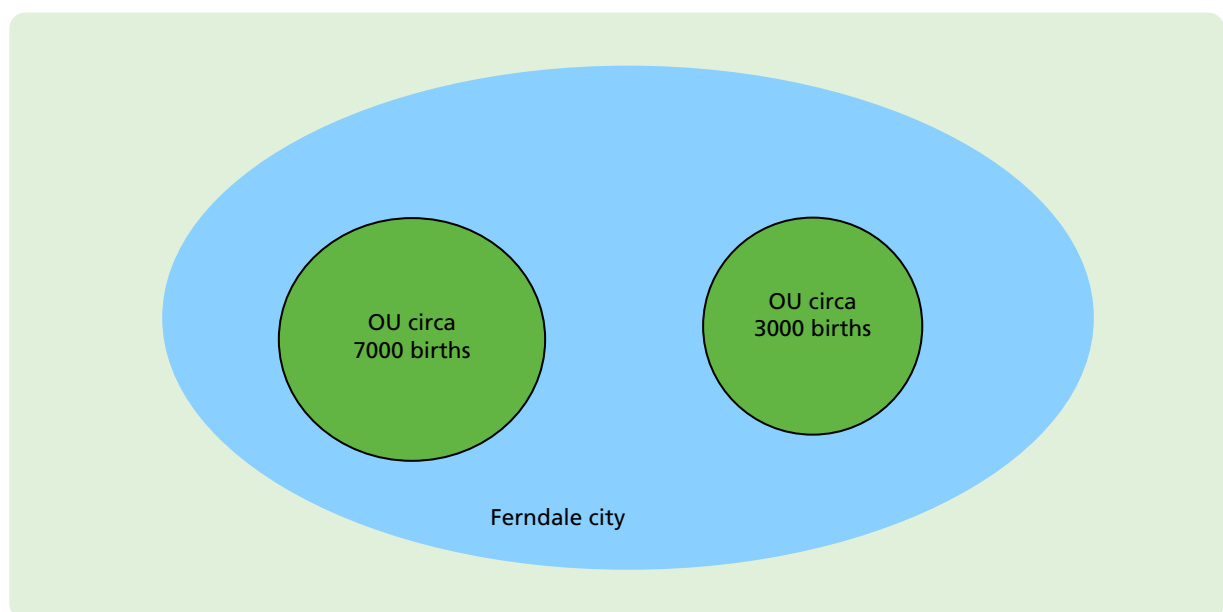 OU circa
7000 births
OU circa
3000 births
Ferndale city